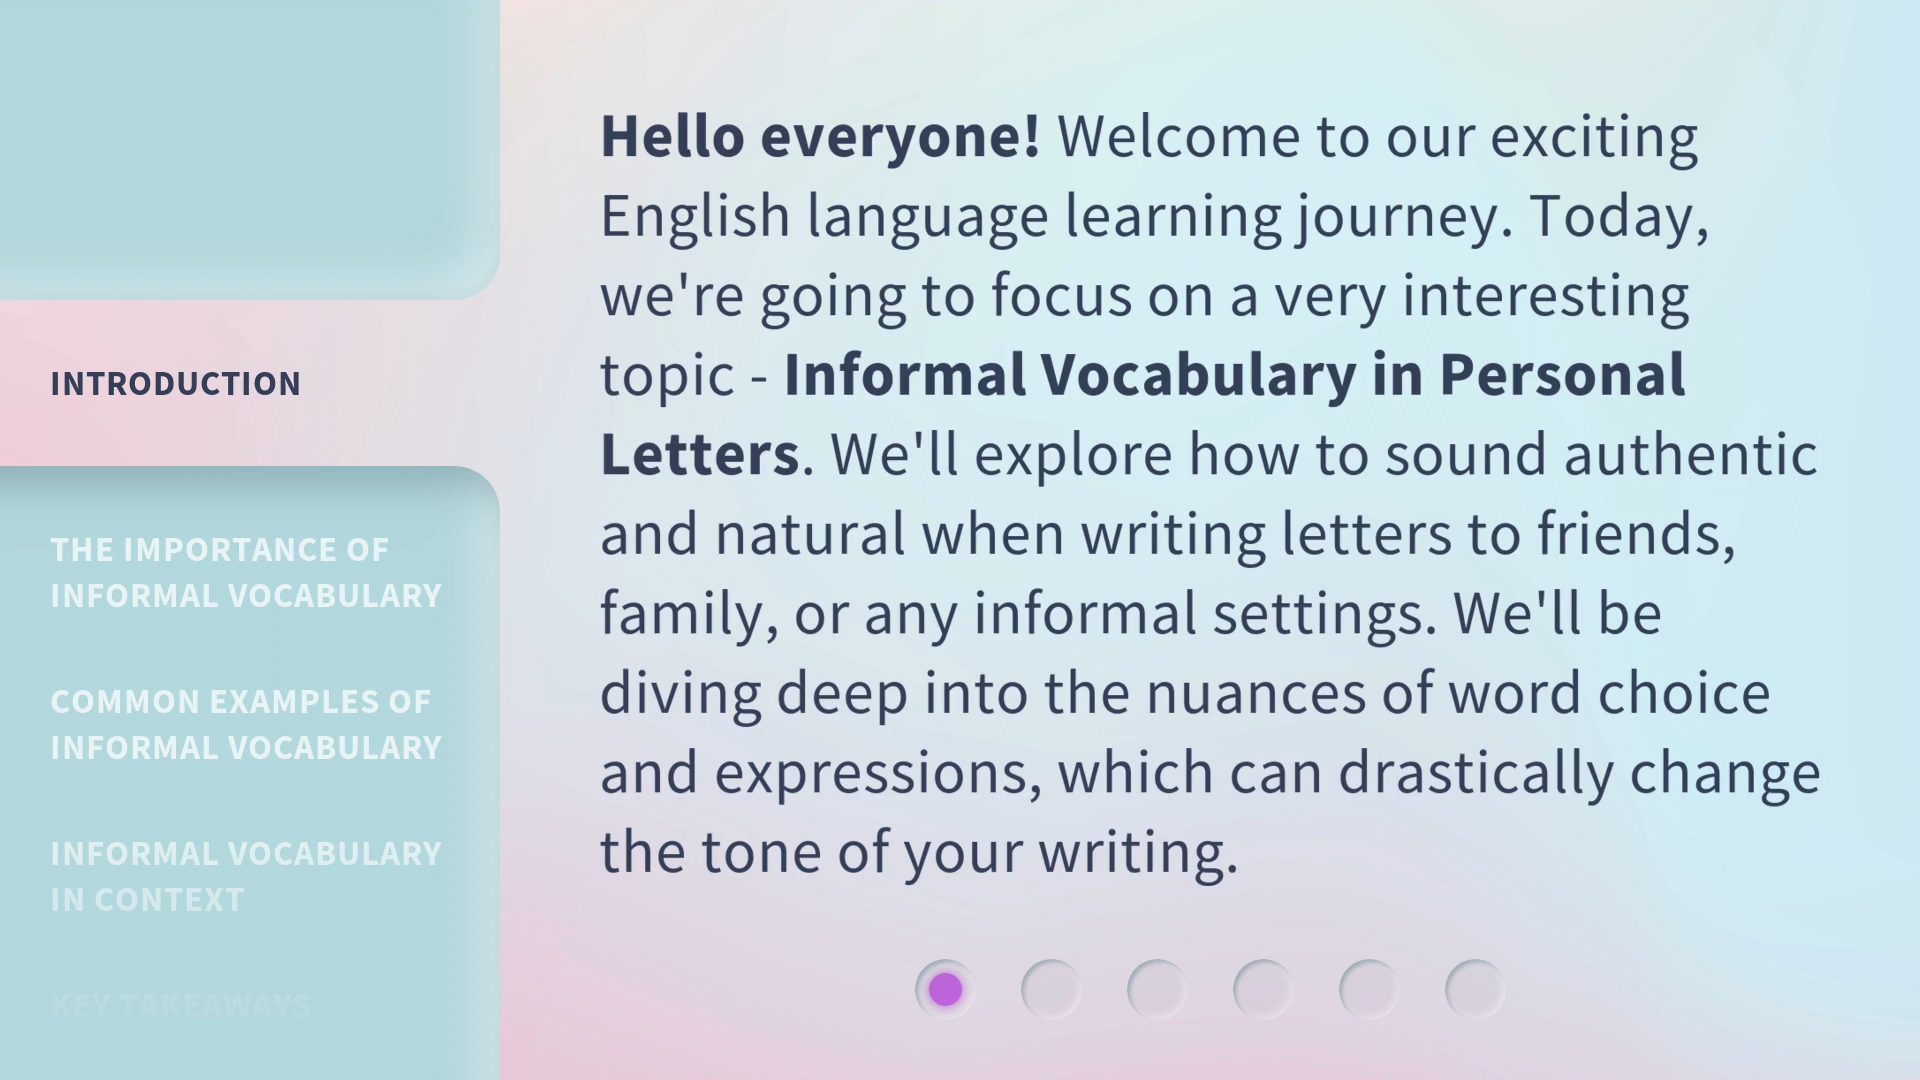 INTRODUCTION
THE IMPORTANCE OF
INFORMAL VOCABULARY
COMMON EXAMPLES OF
INFORMAL VOCABULARY
INFORMAL VOCABULARY
IN CONTEXT
KEY TAKEAWAYS
Hello everyone! Welcome to our exciting
English language learning journey. Today,
we're going to focus on a very interesting
topic - Informal Vocabulary in Personal
Letters. We'll explore how to sound authentic
and natural when writing letters to friends,
family, or any informal settings. We'll be
diving deep into the nuances of word choice
and expressions, which can drastically change
the tone of your writing.